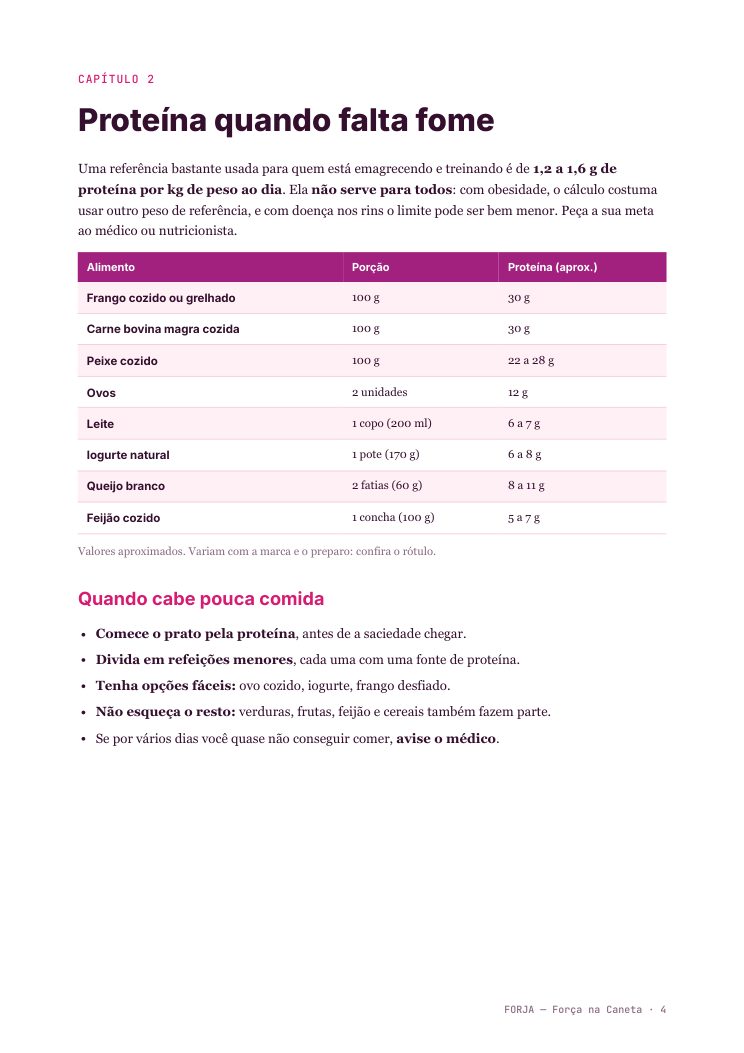 CAPÍTULO 2
Proteína quando falta fome
Uma referência bastante usada para quem está emagrecendo e treinando é de 1,2 a 1,6 g de
proteína por kg de peso ao dia. Ela não serve para todos: com obesidade, o cálculo costuma
usar outro peso de referência, e com doença nos rins o limite pode ser bem menor. Peça a sua meta
ao médico ou nutricionista.
Alimento Porção Proteína (aprox.)
Frango cozido ou grelhado 100 g 30 g
Carne bovina magra cozida 100 g 30 g
Peixe cozido 100 g 22 a 28 g
Ovos 2 unidades 12 g
Leite 1 copo (200 ml) 6 a 7 g
Iogurte natural 1 pote (170 g) 6 a 8 g
Queijo branco 2 fatias (60 g) 8 a 11 g
Feijão cozido 1 concha (100 g) 5 a 7 g
Valores aproximados. Variam com a marca e o preparo: confira o rótulo.
Quando cabe pouca comida
• Comece o prato pela proteína, antes de a saciedade chegar.
• Divida em refeições menores, cada uma com uma fonte de proteína.
• Tenha opções fáceis: ovo cozido, iogurte, frango desfiado.
• Não esqueça o resto: verduras, frutas, feijão e cereais também fazem parte.
• Se por vários dias você quase não conseguir comer, avise o médico.
FORJA — Força na Caneta · 4